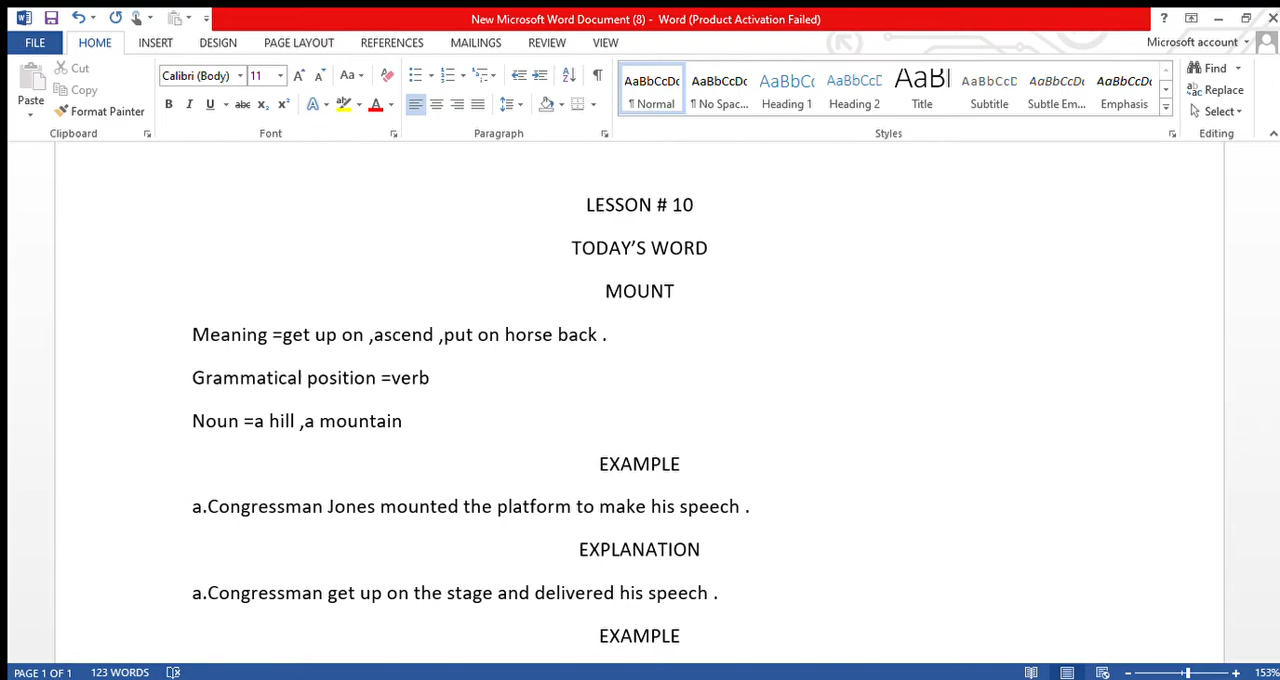 New Microsoft Word Document (8) - Word (Product Activation Failed)
FILE HOME INSERT DESIGN PAGE LAYOUT REFERENCES MAILINGS REVIEW VIEW Microsoft account
Paste
Cut
Copy
Format Painter
Clipboard
Calibri (Body) 11
Font
Paragraph
AaBbCcDc AaBbCcDc AaBbCc AaBbCcD AaBl AaBbCcD AaBbCcDc AaBbCcDc
¶ Normal ¶ No Spac... Heading 1 Heading 2 Title Subtitle Subtle Em... Emphasis
Styles
Find
Replace
Select
Editing
LESSON # 10
TODAY’S WORD
MOUNT
Meaning =get up on ,ascend ,put on horse back .
Grammatical position =verb
Noun =a hill ,a mountain
EXAMPLE
a.Congressman Jones mounted the platform to make his speech .
EXPLANATION
a.Congressman get up on the stage and delivered his speech .
EXAMPLE
PAGE 1 OF 1 123 WORDS 153%